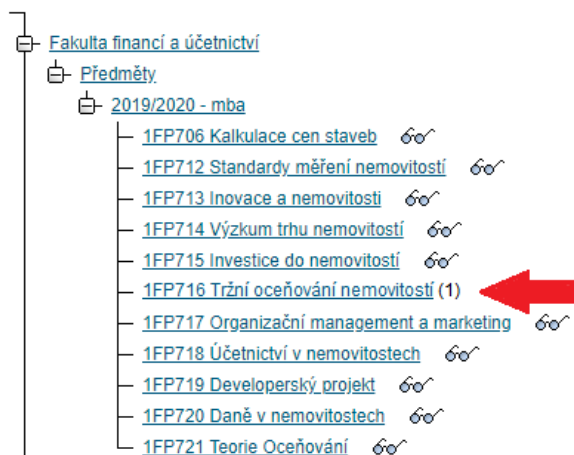 Fakulta financí a účetnictví
Předměty
2019/2020 - mba
1FP706 Kalkulace cen staveb
1FP712 Standardy měření nemovitostí
1FP713 Inovace a nemovitosti
1FP714 Výzkum trhu nemovitostí
1FP715 Investice do nemovitostí
1FP716 Tržní oceňování nemovitostí (1)
1FP717 Organizační management a marketing
1FP718 Účetnictví v nemovitostech
1FP719 Developerský projekt
1FP720 Daně v nemovitostech
1FP721 Teorie Oceňování